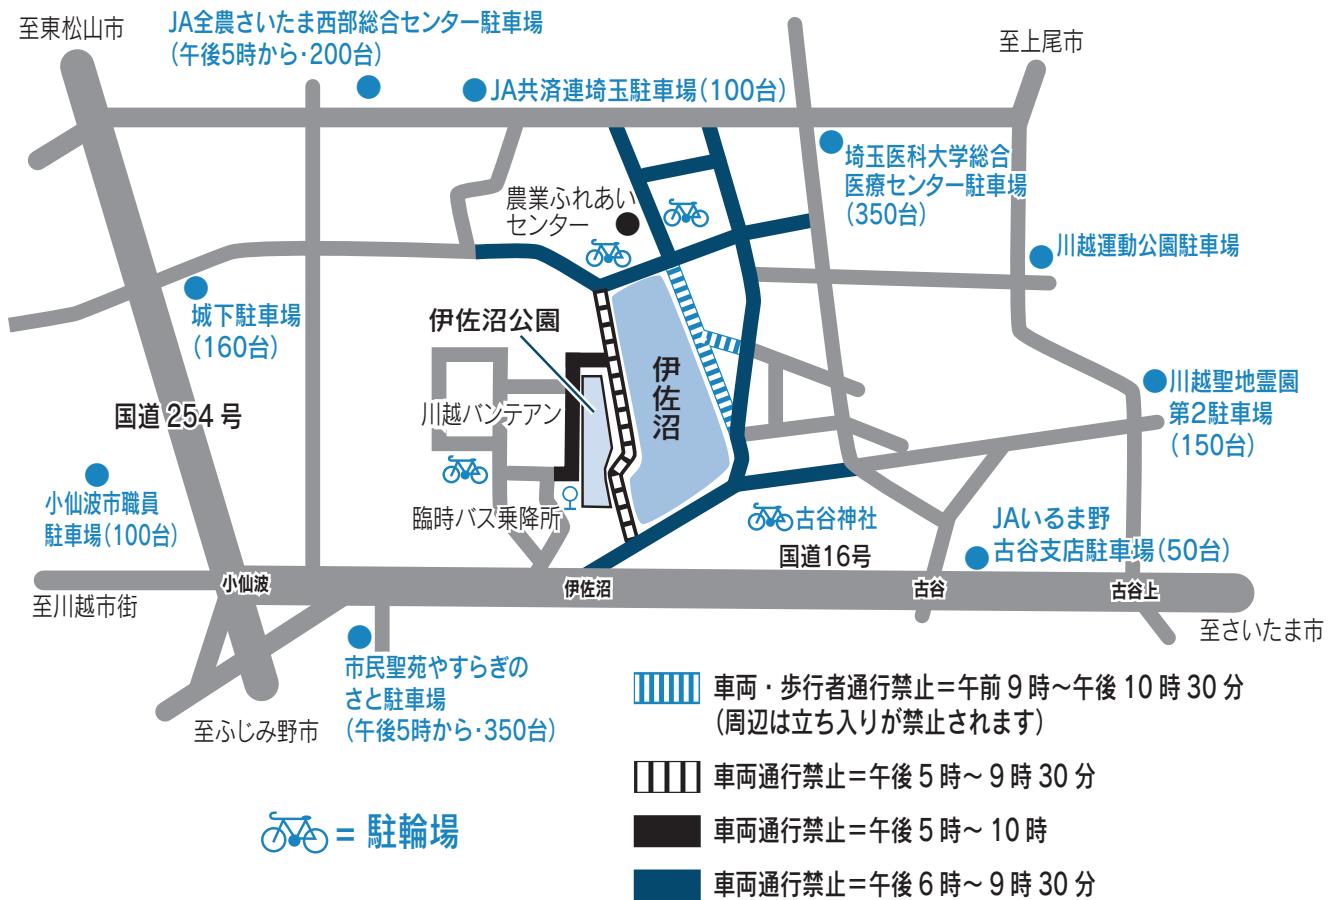 至東松山市
JA全農さいたま西部総合センター駐車場
(午後5時から・200台)
至上尾市
JA共済連埼玉駐車場(100台)
埼玉医科大学総合
医療センター駐車場
(350台)
農業ふれあい
センター
川越運動公園駐車場
城下駐車場
(160台)
伊佐沼公園
伊佐沼
川越聖地霊園
第2駐車場
(150台)
国道254号
川越バンテアン
小仙波市職員
駐車場(100台)
臨時バス乗降所
古谷神社
国道16号
JAいるま野
古谷支店駐車場(50台)
小仙波
伊佐沼
古谷
古谷上
至川越市街
至さいたま市
市民聖苑やすらぎの
さと駐車場
(午後5時から・350台)
至ふじみ野市
車両・歩行者通行禁止=午前9時〜午後10時30分
(周辺は立ち入りが禁止されます)
車両通行禁止=午後5時〜9時30分
車両通行禁止=午後5時〜10時
車両通行禁止=午後6時〜9時30分
=駐輪場